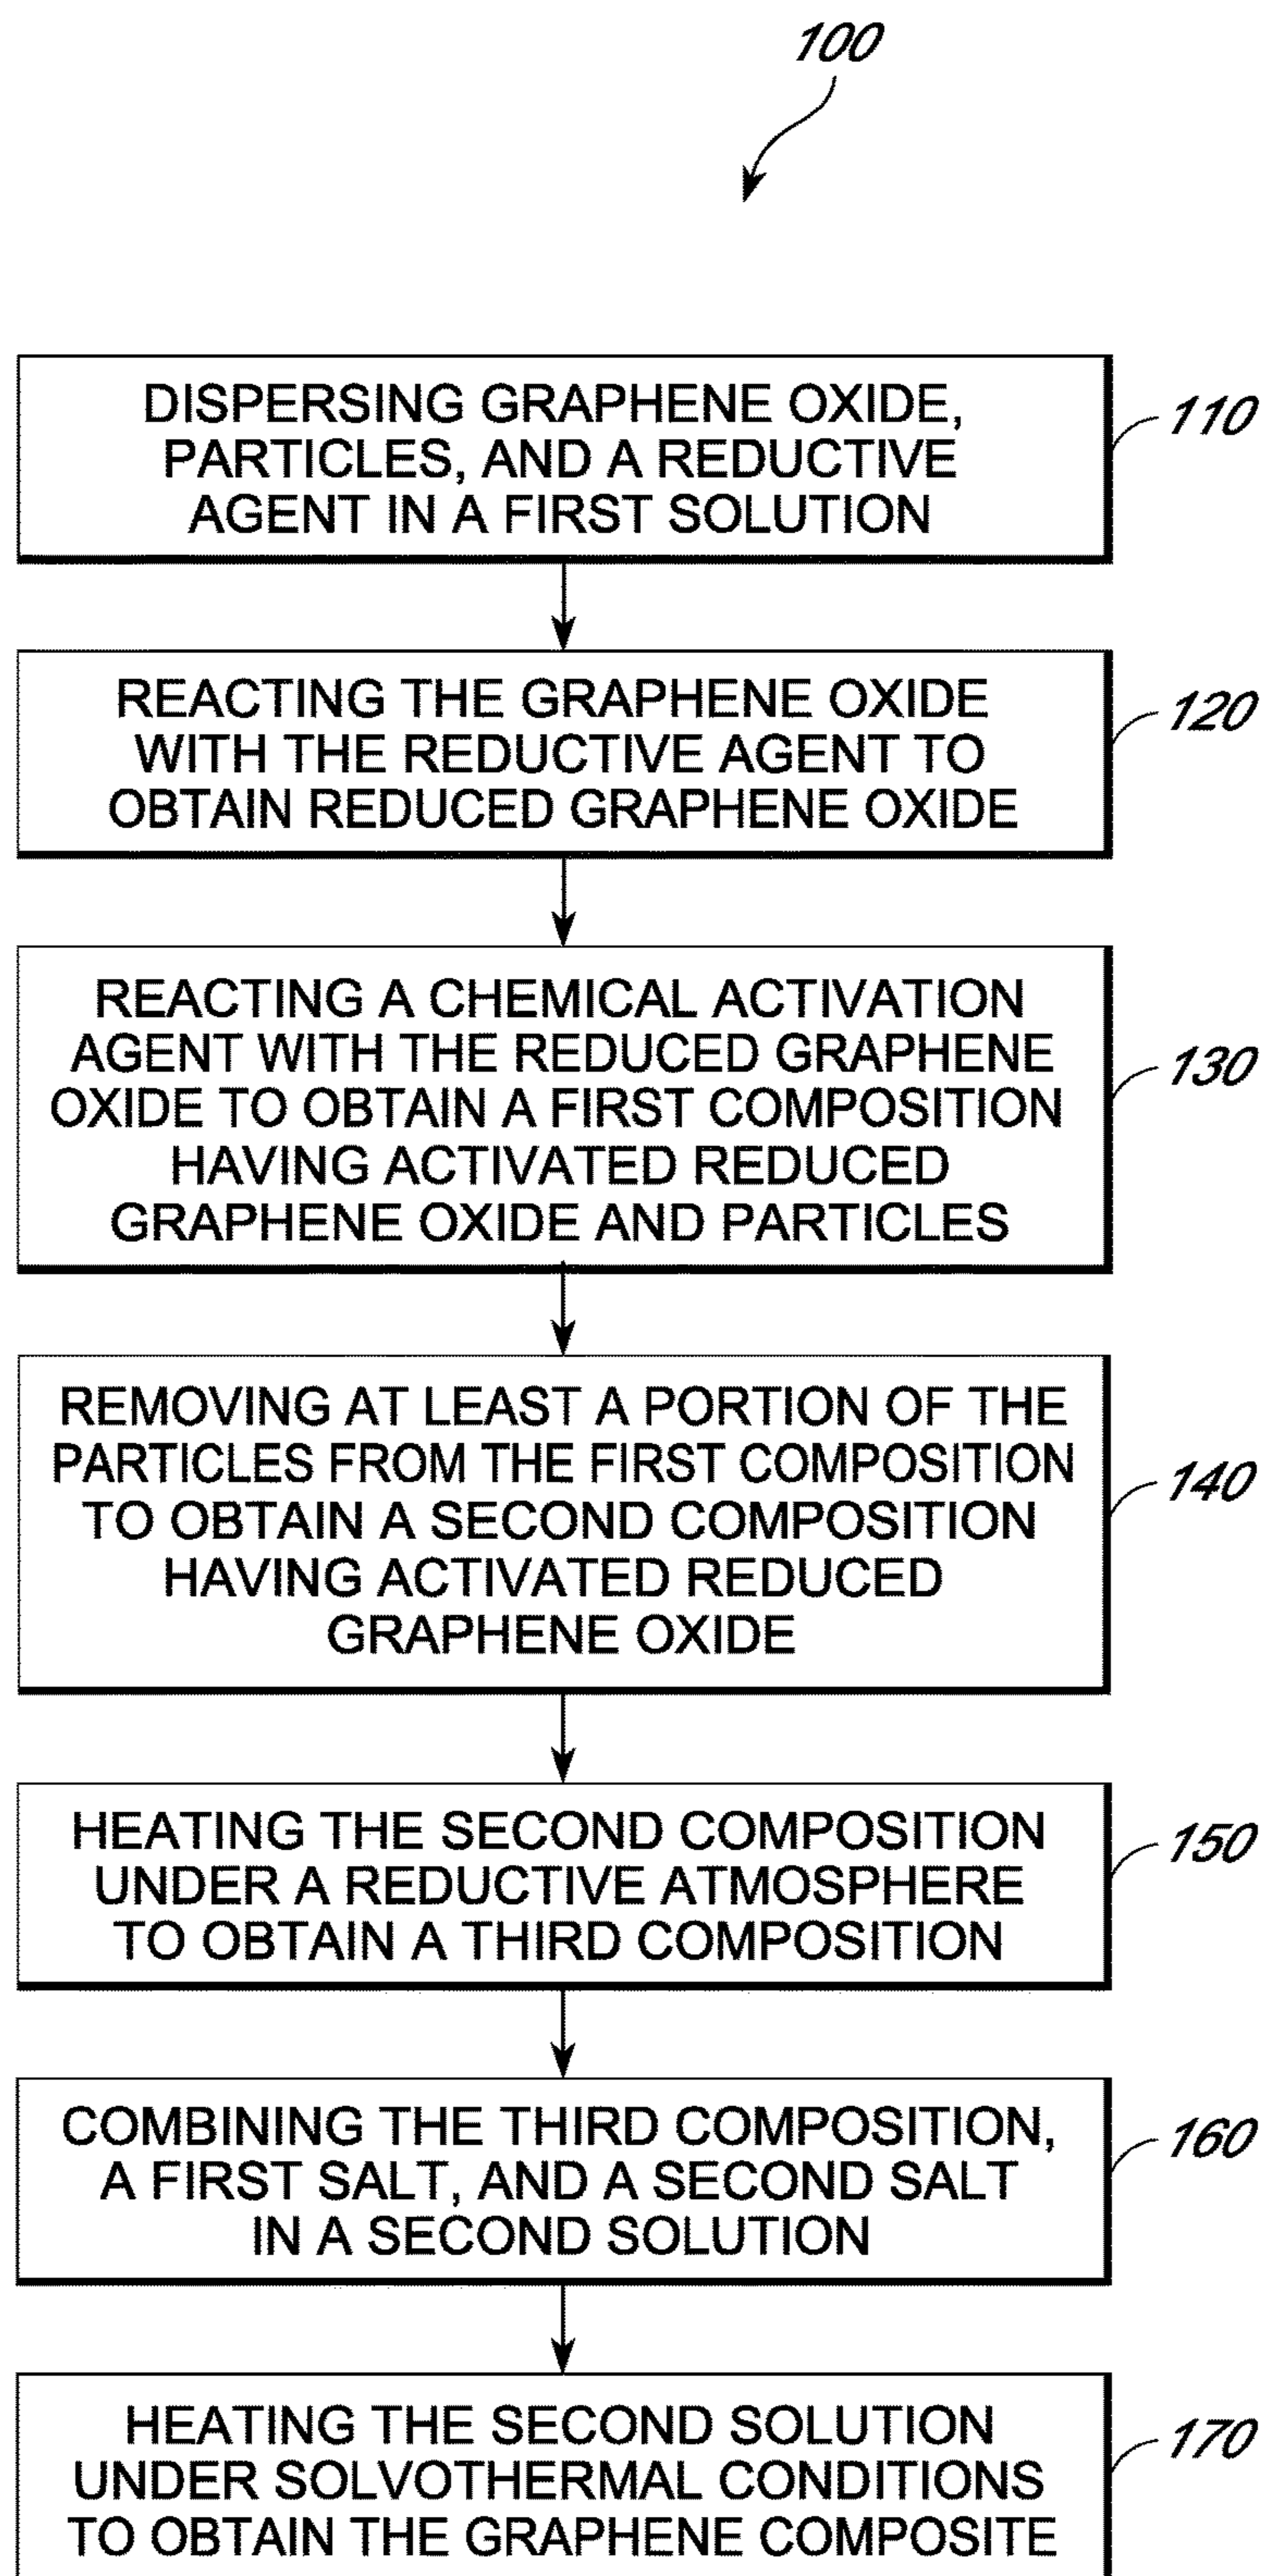 100
DISPERSING GRAPHENE OXIDE,
PARTICLES, AND A REDUCTIVE
AGENT IN A FIRST SOLUTION
110
REACTING THE GRAPHENE OXIDE
WITH THE REDUCTIVE AGENT TO
OBTAIN REDUCED GRAPHENE OXIDE
120
REACTING A CHEMICAL ACTIVATION
AGENT WITH THE REDUCED GRAPHENE
OXIDE TO OBTAIN A FIRST COMPOSITION
HAVING ACTIVATED REDUCED
GRAPHENE OXIDE AND PARTICLES
130
REMOVING AT LEAST A PORTION OF THE
PARTICLES FROM THE FIRST COMPOSITION
TO OBTAIN A SECOND COMPOSITION
HAVING ACTIVATED REDUCED
GRAPHENE OXIDE
140
HEATING THE SECOND COMPOSITION
UNDER A REDUCTIVE ATMOSPHERE
TO OBTAIN A THIRD COMPOSITION
150
COMBINING THE THIRD COMPOSITION,
A FIRST SALT, AND A SECOND SALT
IN A SECOND SOLUTION
160
HEATING THE SECOND SOLUTION
UNDER SOLVOTHERMAL CONDITIONS
TO OBTAIN THE GRAPHENE COMPOSITE
170